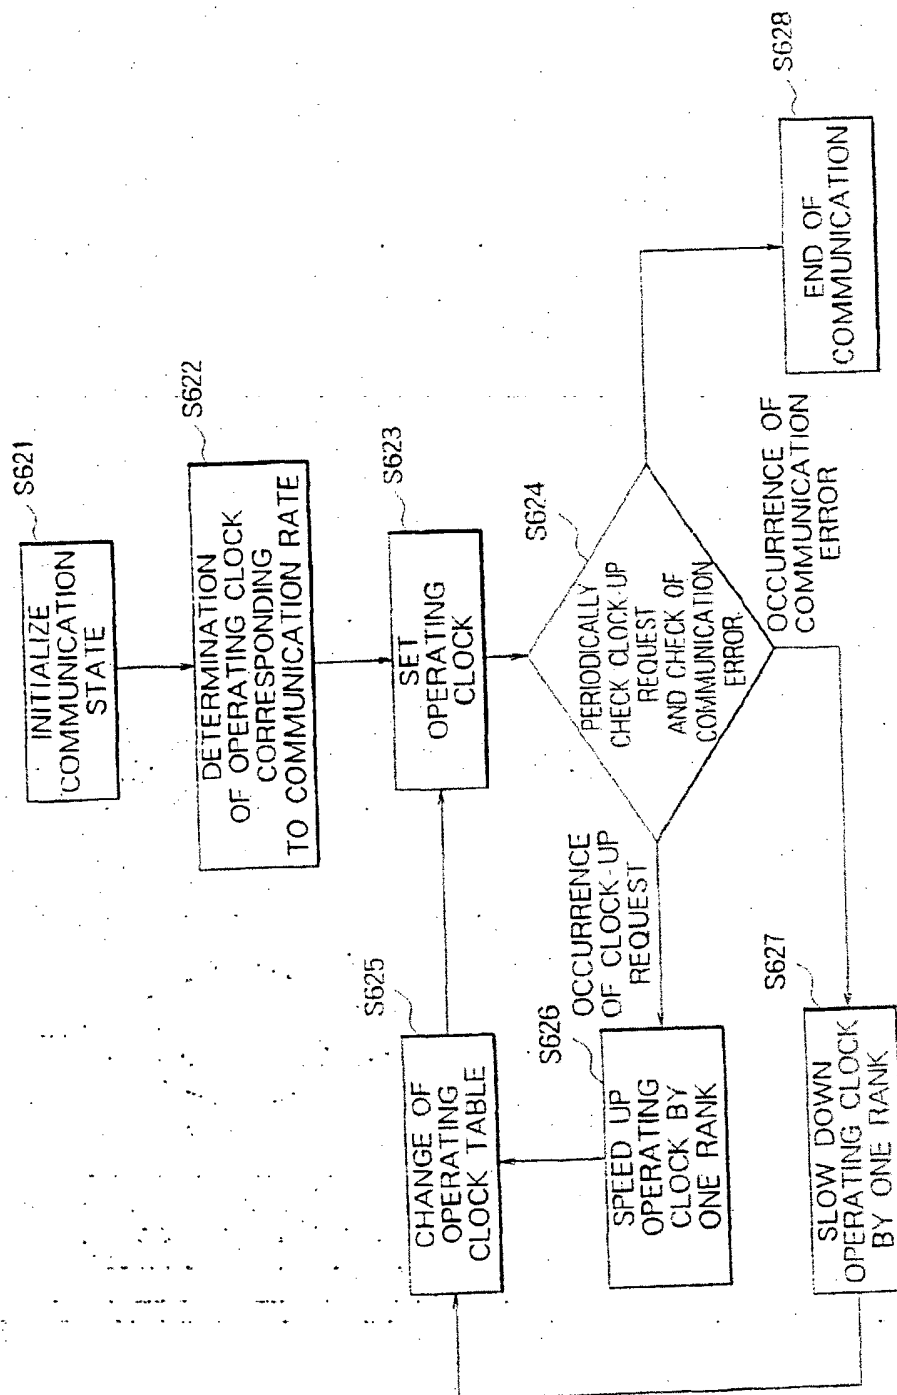 S621
INITIALIZE
COMMUNICATION
STATE
S622
DETERMINATION
OF OPERATING CLOCK
CORRESPONDING
TO COMMUNICATION RATE
S623
SET
OPERATING
CLOCK
S624
PERIODICALLY
CHECK CLOCK-UP
REQUEST
AND CHECK OF
COMMUNICATION
ERROR.
S625
CHANGE OF
OPERATING
CLOCK TABLE
OCCURRENCE
OF CLOCK-UP
REQUEST
S626
SPEED UP
OPERATING
CLOCK BY
ONE RANK
OCCURRENCE OF
COMMUNICATION
ERROR
S627
SLOW DOWN
OPERATING CLOCK
BY ONE RANK
S628
END OF
COMMUNICATION